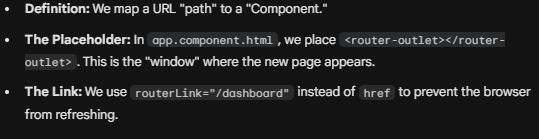 • Definition: We map a URL "path" to a "Component."
• The Placeholder: In app.component.html, we place <router-outlet></router-
outlet>. This is the "window" where the new page appears.
• The Link: We use routerLink="/dashboard" instead of href to prevent the browser
from refreshing.